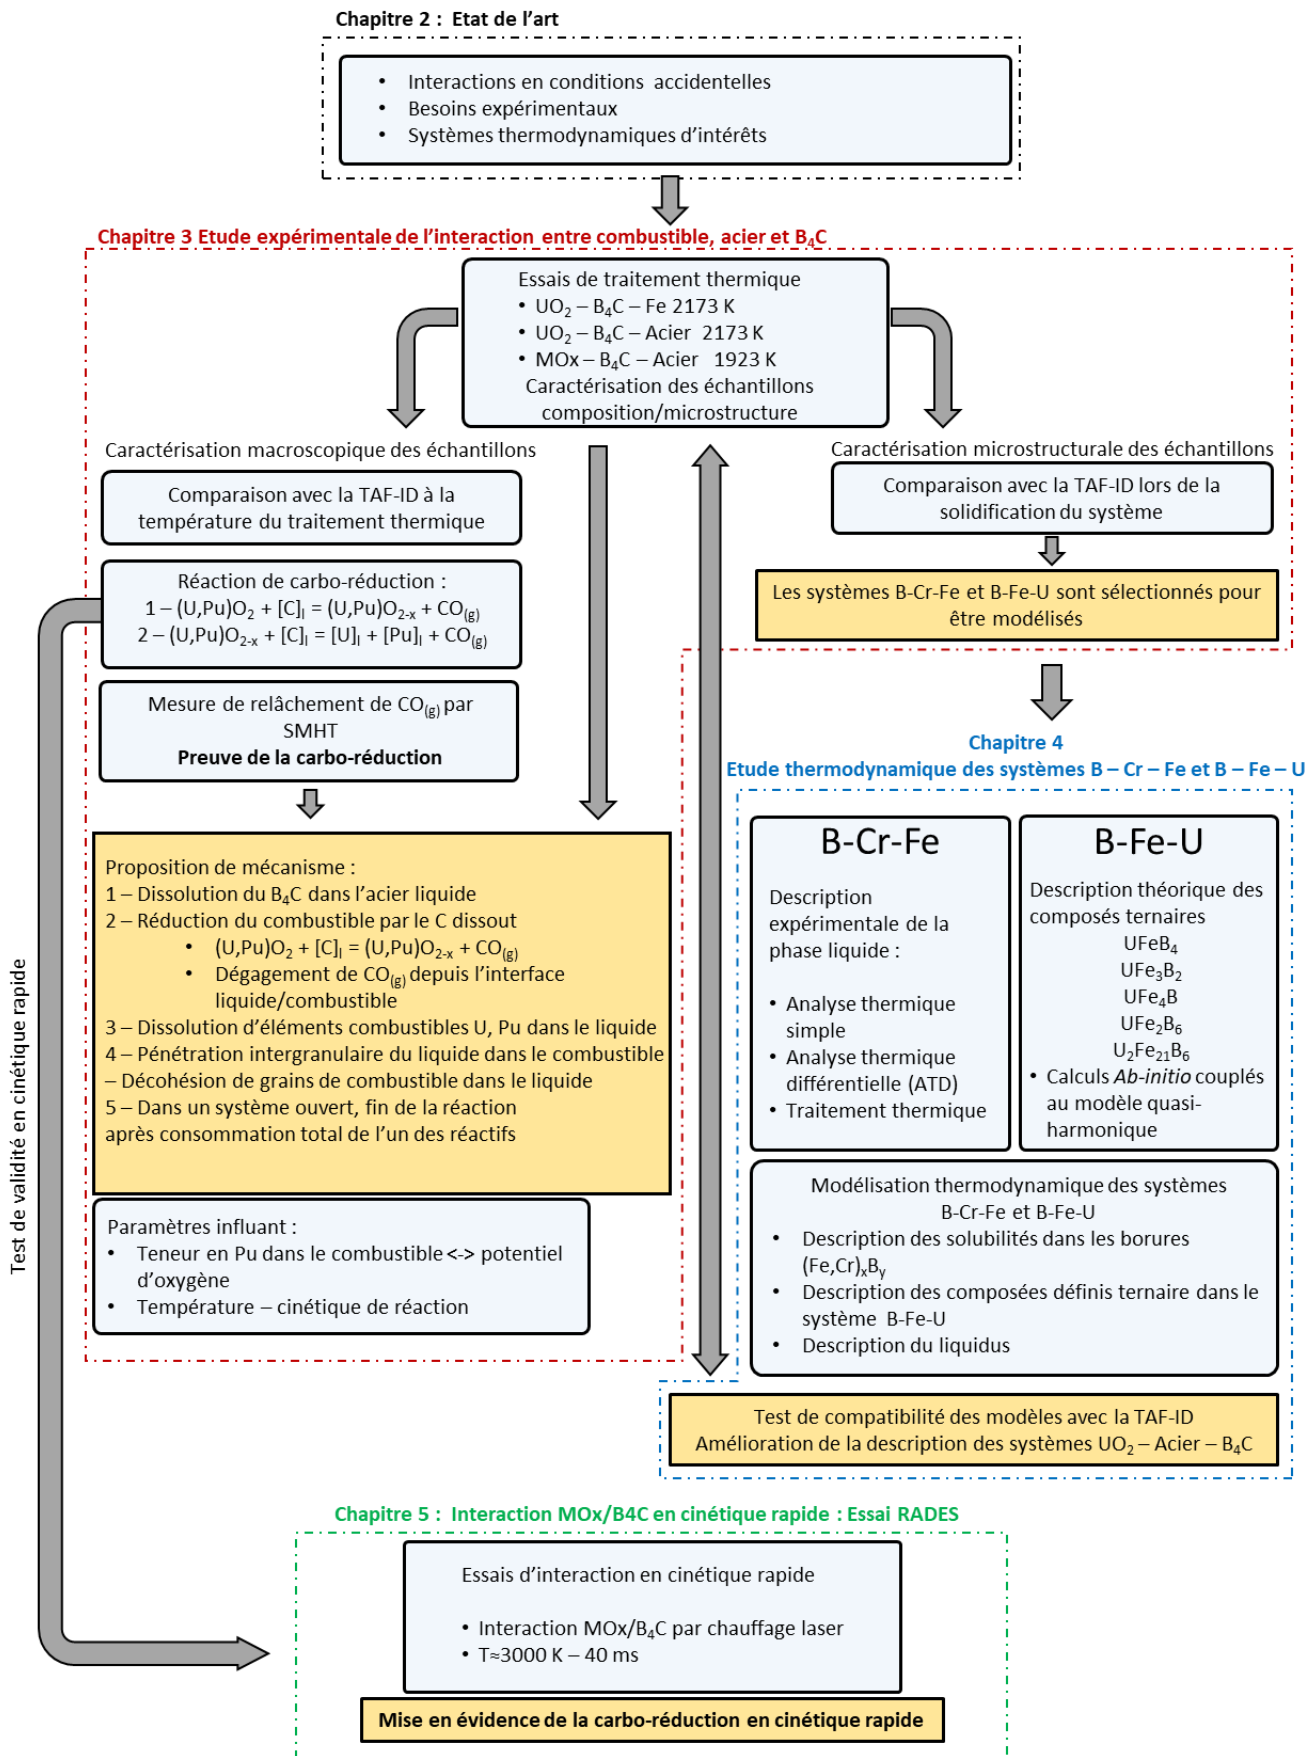 Chapitre 2 : Etat de l'art
• Interactions en conditions accidentelles
• Besoins expérimentaux
• Systèmes thermodynamiques d'intérêts
Chapitre 3 Etude expérimentale de l'interaction entre combustible, acier et B₄C
Essais de traitement thermique
• UO₂ – B₄C – Fe 2173 K
• UO₂ – B₄C – Acier 2173 K
• MOx – B₄C – Acier 1923 K
Caractérisation des échantillons
composition/microstructure
Caractérisation macroscopique des échantillons
Comparaison avec la TAF-ID à la
température du traitement thermique
Réaction de carbo-réduction :
1 – (U,Pu)O₂ + [C]ₗ = (U,Pu)O₂₋ₓ + CO₍g₎
2 – (U,Pu)O₂₋ₓ + [C]ₗ = [U]ₗ + [Pu]ₗ + CO₍g₎
Mesure de relâchement de CO₍g₎ par
SMHT
Preuve de la carbo-réduction
Proposition de mécanisme :
1 – Dissolution du B₄C dans l'acier liquide
2 – Réduction du combustible par le C dissout
• (U,Pu)O₂ + [C]ₗ = (U,Pu)O₂₋ₓ + CO₍g₎
• Dégagement de CO₍g₎ depuis l'interface
liquide/combustible
3 – Dissolution d'éléments combustibles U, Pu dans le liquide
4 – Pénétration intergranulaire du liquide dans le combustible
– Décohésion de grains de combustible dans le liquide
5 – Dans un système ouvert, fin de la réaction
après consommation total de l'un des réactifs
Paramètres influant :
• Teneur en Pu dans le combustible <-> potentiel
d'oxygène
• Température – cinétique de réaction
Caractérisation microstructurale des échantillons
Comparaison avec la TAF-ID lors de la
solidification du système
Les systèmes B-Cr-Fe et B-Fe-U sont sélectionnés pour
être modélisés
Chapitre 4
Etude thermodynamique des systèmes B – Cr – Fe et B – Fe – U
B-Cr-Fe
Description
expérimentale de la
phase liquide :
• Analyse thermique
simple
• Analyse thermique
différentielle (ATD)
• Traitement thermique
B-Fe-U
Description théorique des
composés ternaires
UFeB₄
UFe₃B₂
UFe₄B
UFe₂B₆
U₂Fe₂₁B₆
• Calculs Ab-initio couplés
au modèle quasi-
harmonique
Modélisation thermodynamique des systèmes
B-Cr-Fe et B-Fe-U
• Description des solubilités dans les borures
(Fe,Cr)ₓBᵧ
• Description des composées définis ternaire dans le
système B-Fe-U
• Description du liquidus
Test de compatibilité des modèles avec la TAF-ID
Amélioration de la description des systèmes UO₂ – Acier – B₄C
Test de validité en cinétique rapide
Chapitre 5 : Interaction MOx/B4C en cinétique rapide : Essai RADES
Essais d'interaction en cinétique rapide
• Interaction MOx/B₄C par chauffage laser
• T≈3000 K – 40 ms
Mise en évidence de la carbo-réduction en cinétique rapide